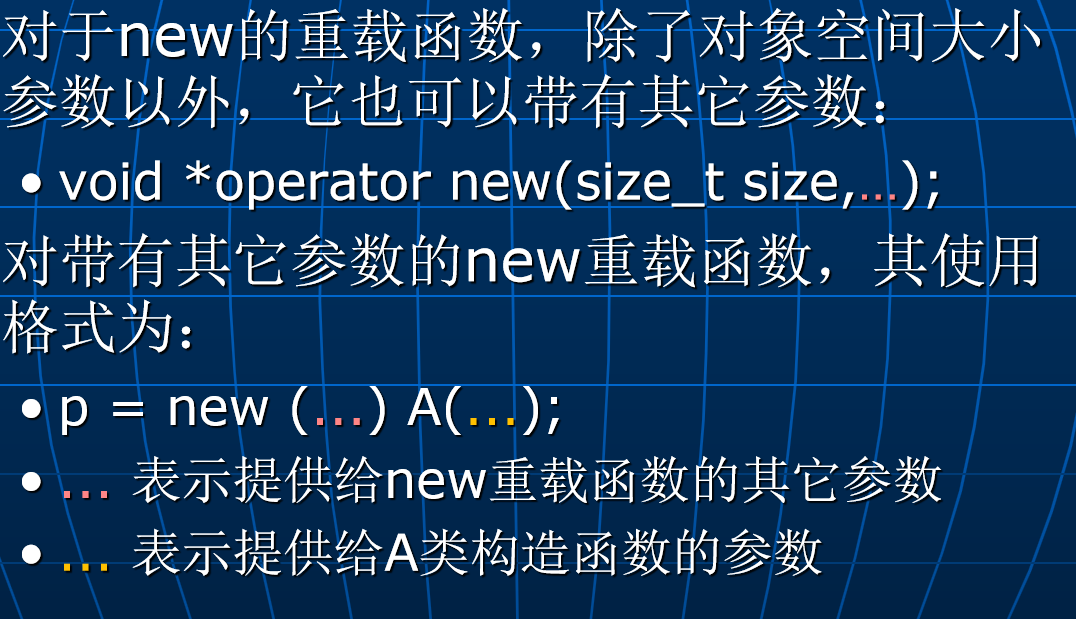 对于new的重载函数，除了对象空间大小
参数以外，它也可以带有其它参数：
• void *operator new(size_t size,…);
对带有其它参数的new重载函数，其使用
格式为：
• p = new (…) A(…);
• … 表示提供给new重载函数的其它参数
• … 表示提供给A类构造函数的参数